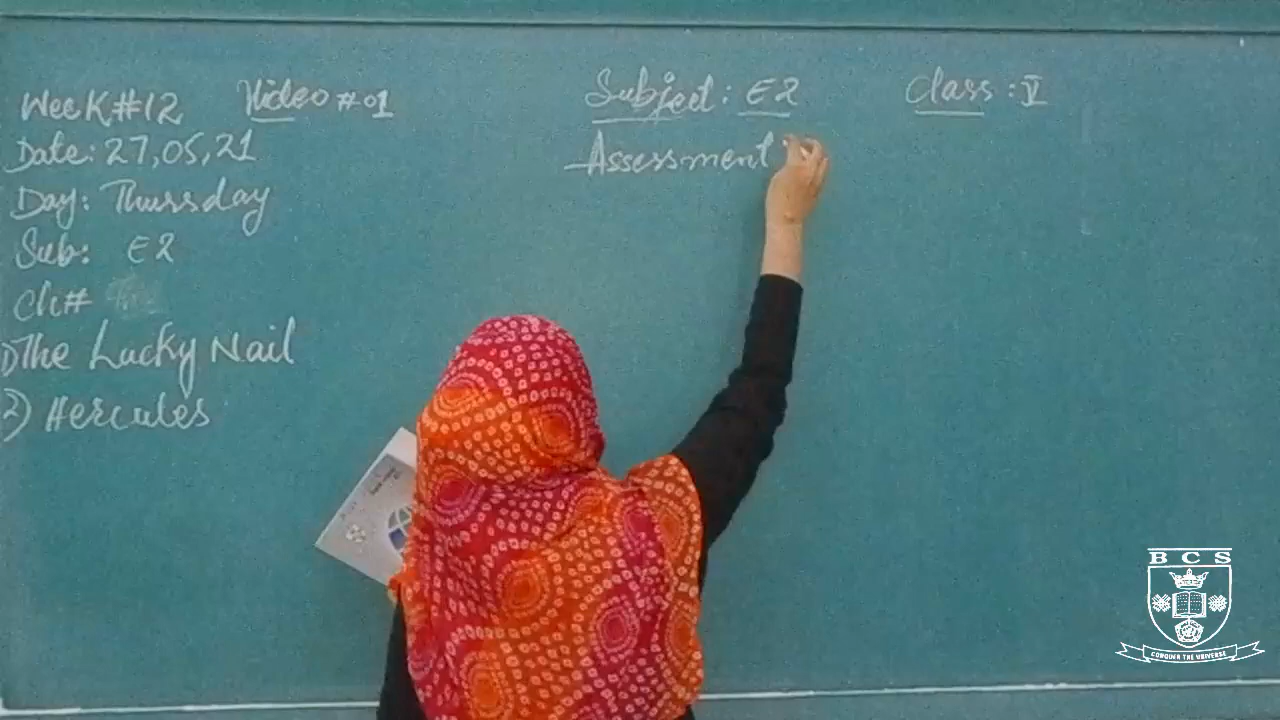 Week#12 Video #01
Date: 27,05,21
Day: Thursday
Sub: E2
Ch#
1) The Lucky Nail
2) Hercules
Subject: E2 Class: V
Assessment
BCS
CONQUER THE UNIVERSE